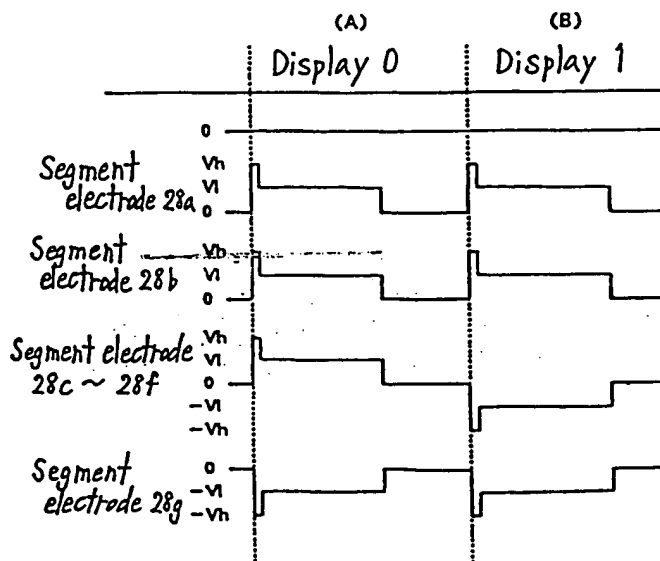 (A) (B)
Display 0 Display 1
0
Vh
Segment
Vl
electrode 28a
0
Segment
Vh
electrode 28b
Vl
0
Vh
Segment electrode
Vl
28c ~ 28f
0
-Vl
-Vh
0
Segment
-Vl
electrode 28g
-Vh